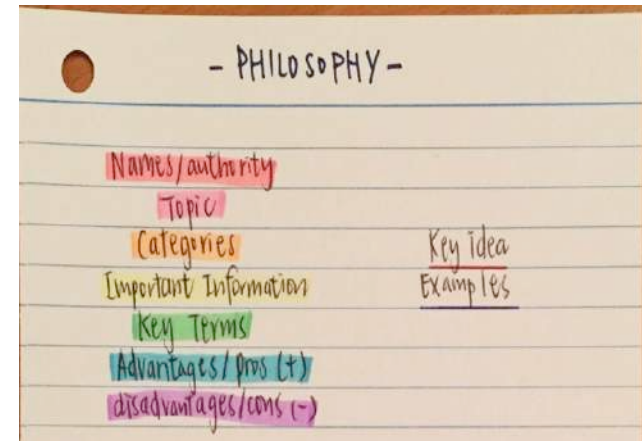 - PHILOSOPHY -
Names/authority
Topic
Categories
Key idea
Important Information
Examples
Key Terms
Advantages/pros (+)
disadvantages/cons (-)